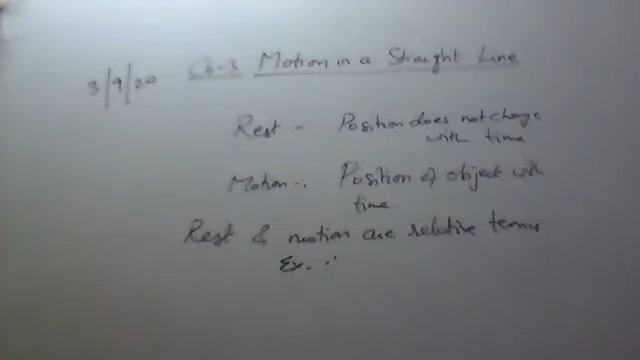 3/9/20 Ch-3 Motion in a Straight Line
Rest - Position does not change
with time
Motion -. Position of object with
time
Rest & motion are relative terms
Ex. :-